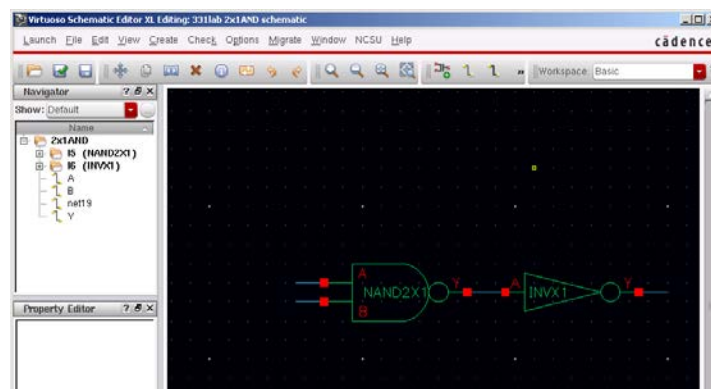 Virtuoso Schematic Editor XL Editing: 331lab 2x1AND schematic
Launch File Edit View Create Check Options Migrate Window NCSU Help
cādence
Workspace: Basic
Navigator
Show: Default
Name
2x1AND
I5 (NAND2X1)
I6 (INVX1)
A
B
net19
Y
Property Editor
A
NAND2X1
B
Y
A
INVX1
Y